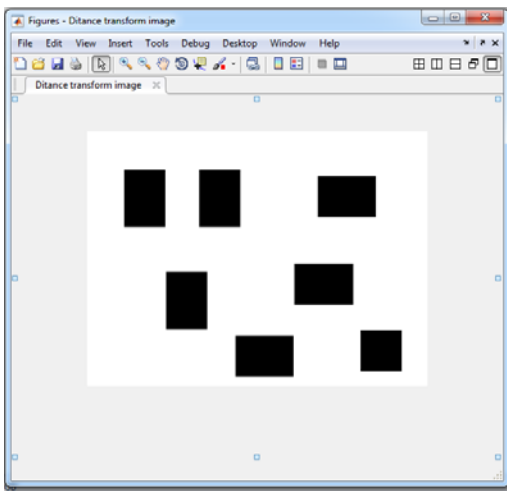 Figures - Ditance transform image
File Edit View Insert Tools Debug Desktop Window Help
Ditance transform image